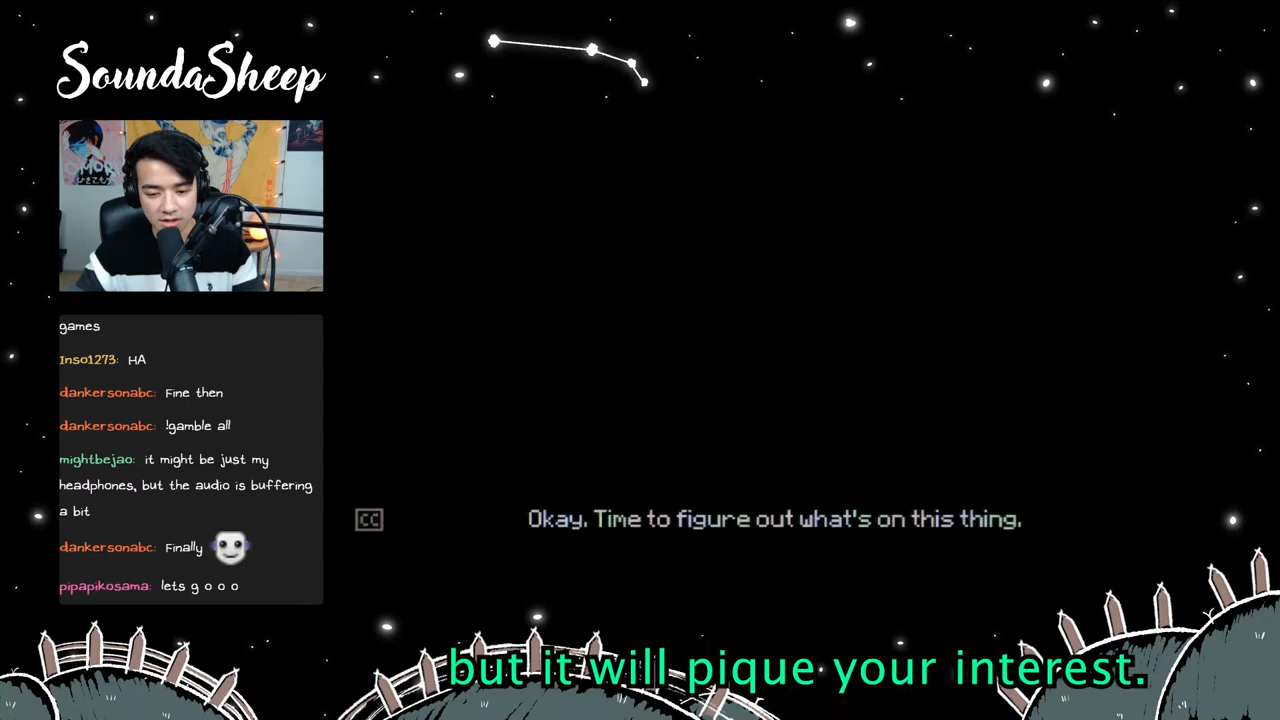 SoundaSheep
OMORI
games
Inso1273: HA
dankersonabc: Fine then
dankersonabc: !gamble all
mightbejao: it might be just my
headphones, but the audio is buffering
a bit
dankersonabc: Finally
pipapikosama: lets g o o o
CC
Okay. Time to figure out what's on this thing.
but it will pique your interest.